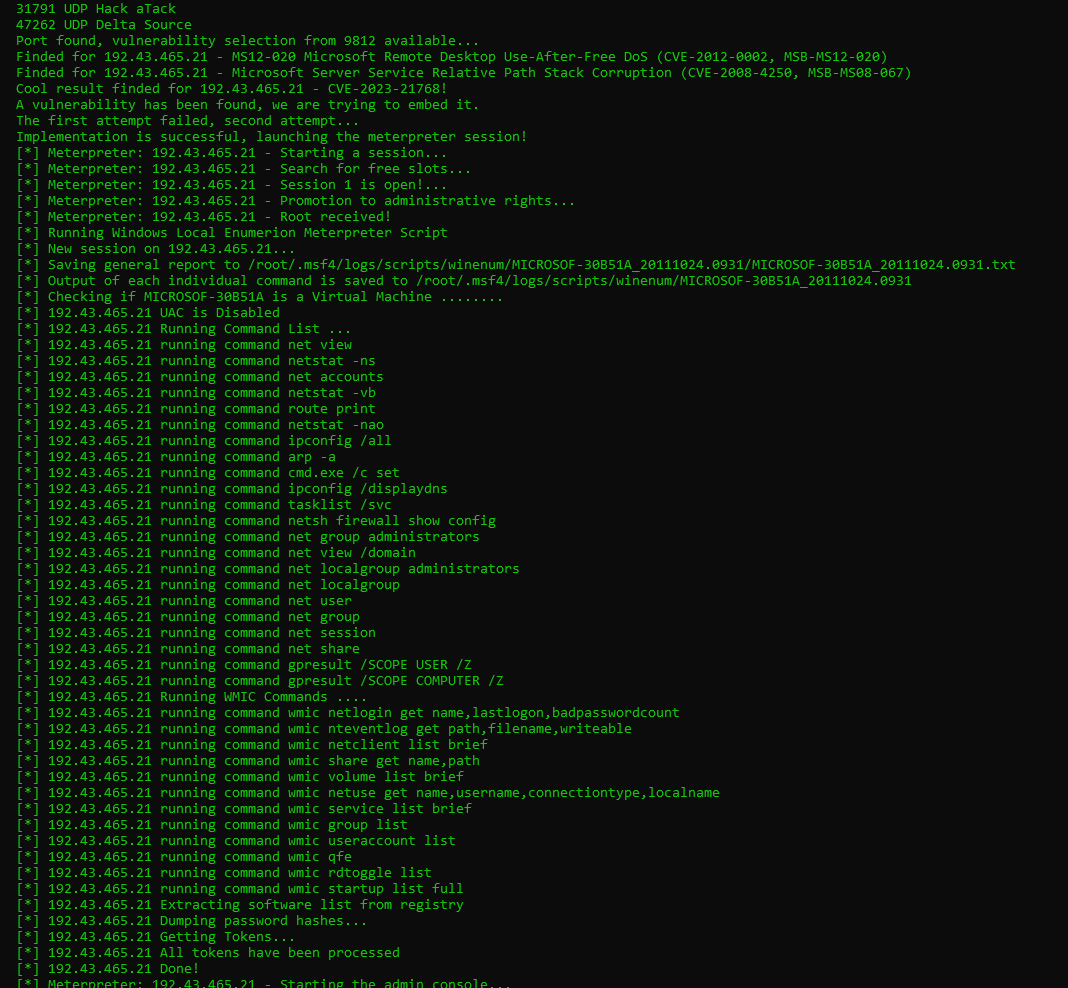 31791 UDP Hack aTack
47262 UDP Delta Source
Port found, vulnerability selection from 9812 available...
Finded for 192.43.465.21 - MS12-020 Microsoft Remote Desktop Use-After-Free DoS (CVE-2012-0002, MSB-MS12-020)
Finded for 192.43.465.21 - Microsoft Server Service Relative Path Stack Corruption (CVE-2008-4250, MSB-MS08-067)
Cool result finded for 192.43.465.21 - CVE-2023-21768!
A vulnerability has been found, we are trying to embed it.
The first attempt failed, second attempt...
Implementation is successful, launching the meterpreter session!
[*] Meterpreter: 192.43.465.21 - Starting a session...
[*] Meterpreter: 192.43.465.21 - Search for free slots...
[*] Meterpreter: 192.43.465.21 - Session 1 is open!...
[*] Meterpreter: 192.43.465.21 - Promotion to administrative rights...
[*] Meterpreter: 192.43.465.21 - Root received!
[*] Running Windows Local Enumerion Meterpreter Script
[*] New session on 192.43.465.21...
[*] Saving general report to /root/.msf4/logs/scripts/winenum/MICROSOF-30B51A_20111024.0931/MICROSOF-30B51A_20111024.0931.txt
[*] Output of each individual command is saved to /root/.msf4/logs/scripts/winenum/MICROSOF-30B51A_20111024.0931
[*] Checking if MICROSOF-30B51A is a Virtual Machine ........
[*] 192.43.465.21 UAC is Disabled
[*] 192.43.465.21 Running Command List ...
[*] 192.43.465.21 running command net view
[*] 192.43.465.21 running command netstat -ns
[*] 192.43.465.21 running command net accounts
[*] 192.43.465.21 running command netstat -vb
[*] 192.43.465.21 running command route print
[*] 192.43.465.21 running command netstat -nao
[*] 192.43.465.21 running command ipconfig /all
[*] 192.43.465.21 running command arp -a
[*] 192.43.465.21 running command cmd.exe /c set
[*] 192.43.465.21 running command ipconfig /displaydns
[*] 192.43.465.21 running command tasklist /svc
[*] 192.43.465.21 running command netsh firewall show config
[*] 192.43.465.21 running command net group administrators
[*] 192.43.465.21 running command net view /domain
[*] 192.43.465.21 running command net localgroup administrators
[*] 192.43.465.21 running command net localgroup
[*] 192.43.465.21 running command net user
[*] 192.43.465.21 running command net group
[*] 192.43.465.21 running command net session
[*] 192.43.465.21 running command net share
[*] 192.43.465.21 running command gpresult /SCOPE USER /Z
[*] 192.43.465.21 running command gpresult /SCOPE COMPUTER /Z
[*] 192.43.465.21 Running WMIC Commands ....
[*] 192.43.465.21 running command wmic netlogin get name,lastlogon,badpasswordcount
[*] 192.43.465.21 running command wmic nteventlog get path,filename,writeable
[*] 192.43.465.21 running command wmic netclient list brief
[*] 192.43.465.21 running command wmic share get name,path
[*] 192.43.465.21 running command wmic volume list brief
[*] 192.43.465.21 running command wmic netuse get name,username,connectiontype,localname
[*] 192.43.465.21 running command wmic service list brief
[*] 192.43.465.21 running command wmic group list
[*] 192.43.465.21 running command wmic useraccount list
[*] 192.43.465.21 running command wmic qfe
[*] 192.43.465.21 running command wmic rdtoggle list
[*] 192.43.465.21 running command wmic startup list full
[*] 192.43.465.21 Extracting software list from registry
[*] 192.43.465.21 Dumping password hashes...
[*] 192.43.465.21 Getting Tokens...
[*] 192.43.465.21 All tokens have been processed
[*] 192.43.465.21 Done!
[*] Meterpreter: 192.43.465.21 - Starting the admin console...